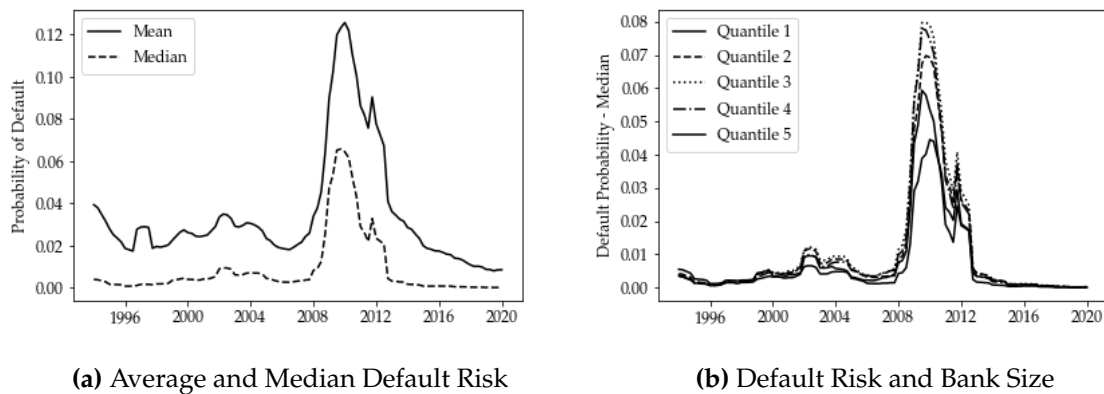 Probability of Default
0.12
0.10
0.08
0.06
0.04
0.02
0.00
Mean
Median
1996 2000 2004 2008 2012 2016 2020
(a) Average and Median Default Risk
Default Probability - Median
0.08
0.07
0.06
0.05
0.04
0.03
0.02
0.01
0.00
Quantile 1
Quantile 2
Quantile 3
Quantile 4
Quantile 5
1996 2000 2004 2008 2012 2016 2020
(b) Default Risk and Bank Size